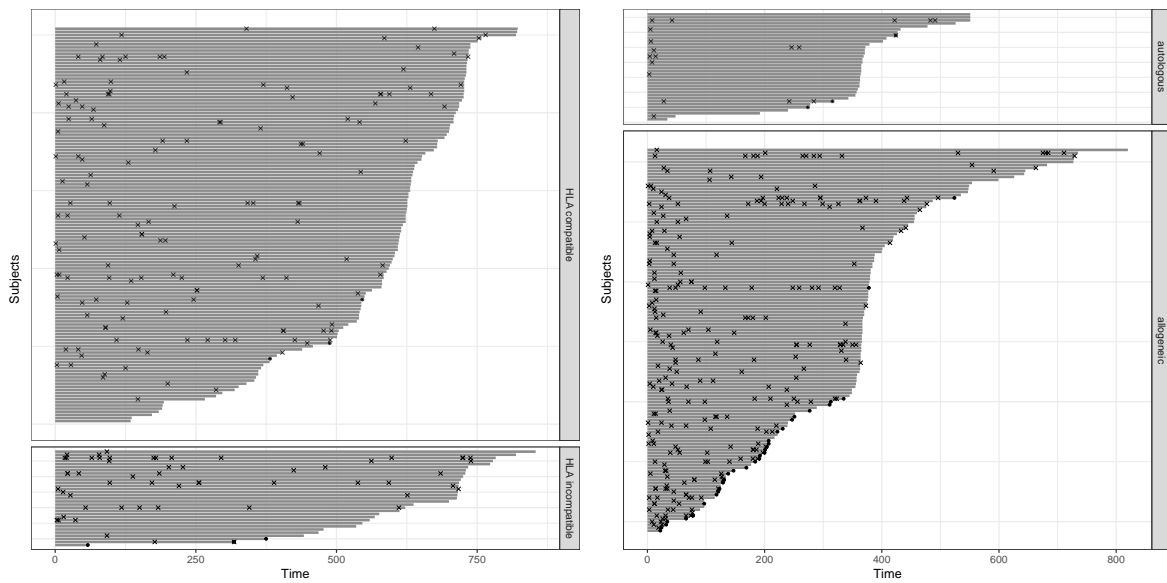 Subjects
HLA compatible
HLA incompatible
0
250
500
750
Time
Subjects
autologous
allogeneic
0
200
400
600
800
Time